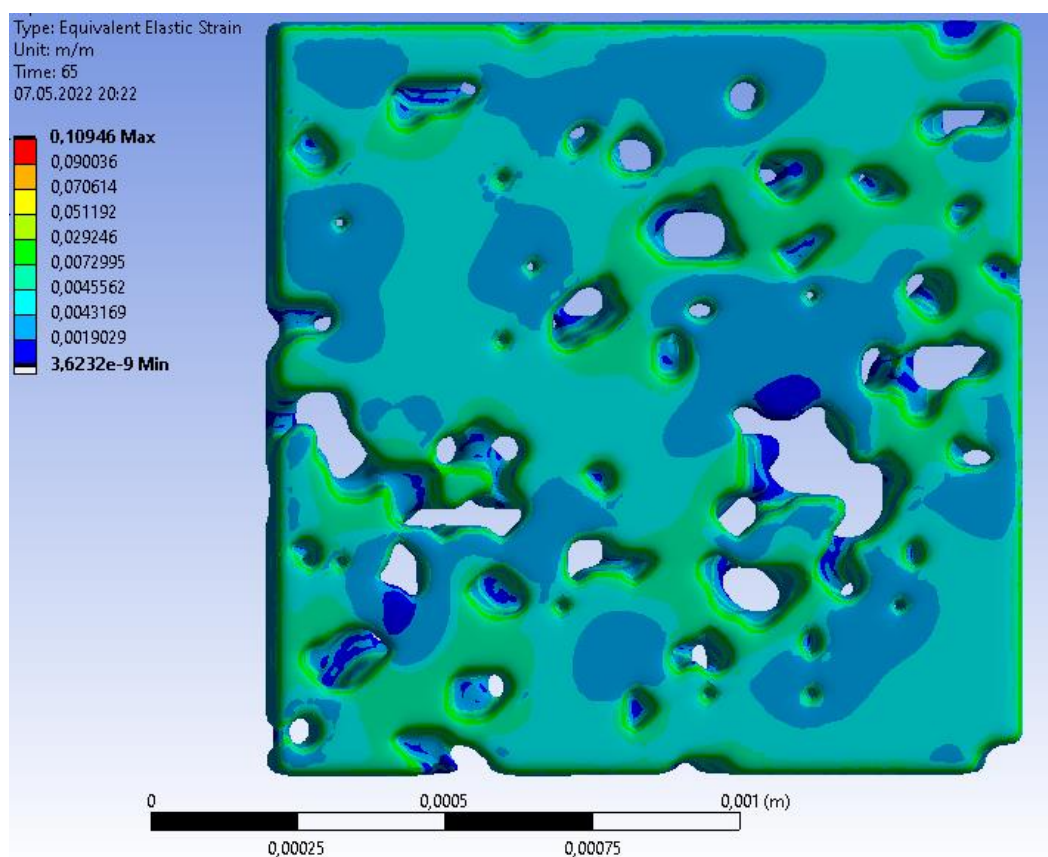 Type: Equivalent Elastic Strain
Unit: m/m
Time: 65
07.05.2022 20:22
0,10946 Max
0,090036
0,070614
0,051192
0,029246
0,0072995
0,0045562
0,0043169
0,0019029
3,6232e-9 Min
0 0,0005 0,001 (m)
0,00025 0,00075